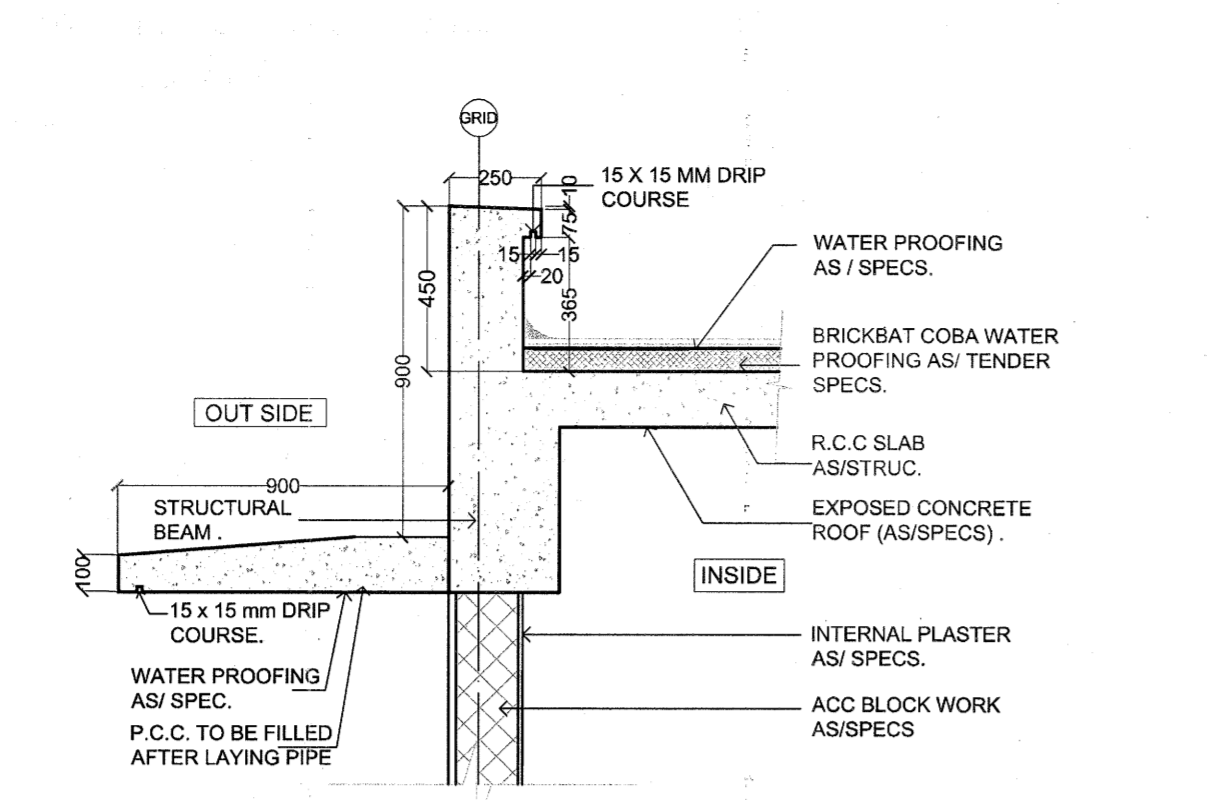 GRID
250
15 X 15 MM DRIP
COURSE
10
75
15
15
20
365
450
900
WATER PROOFING
AS / SPECS.
BRICKBAT COBA WATER
PROOFING AS/ TENDER
SPECS.
OUT SIDE
R.C.C SLAB
AS/STRUC.
900
STRUCTURAL
BEAM .
EXPOSED CONCRETE
ROOF (AS/SPECS) .
100
INSIDE
15 x 15 mm DRIP
COURSE.
INTERNAL PLASTER
AS/ SPECS.
WATER PROOFING
AS/ SPEC.
ACC BLOCK WORK
AS/SPECS
P.C.C. TO BE FILLED
AFTER LAYING PIPE